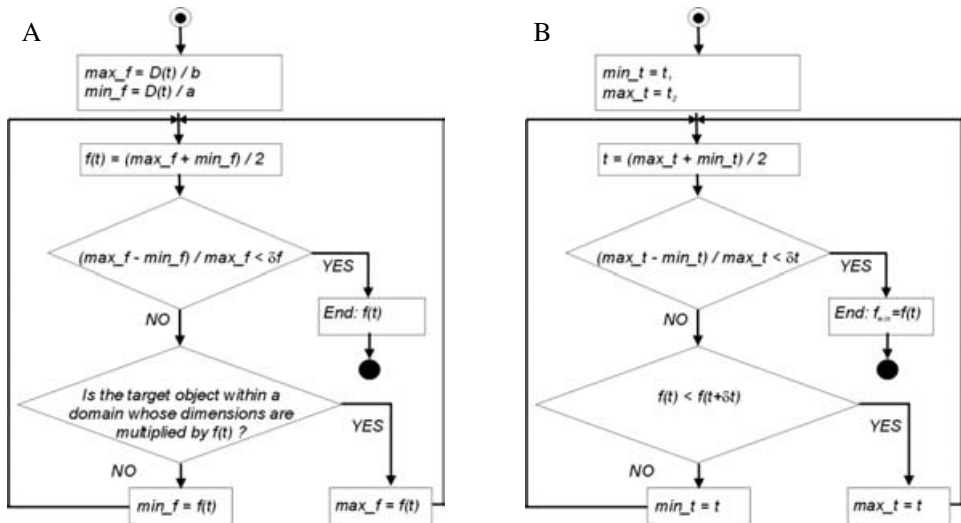 A
max_f = D(t) / b
min_f = D(t) / a
f(t) = (max_f + min_f) / 2
(max_f - min_f) / max_f < δf
YES
End: f(t)
NO
Is the target object within a
domain whose dimensions are
multiplied by f(t) ?
YES
NO
min_f = f(t)
max_f = f(t)
B
min_t = t₁
max_t = t₂
t = (max_t + min_t) / 2
(max_t - min_t) / max_t < δt
YES
End: fₘᵢₙ=f(t)
NO
f(t) < f(t+δt)
YES
NO
min_t = t
max_t = t